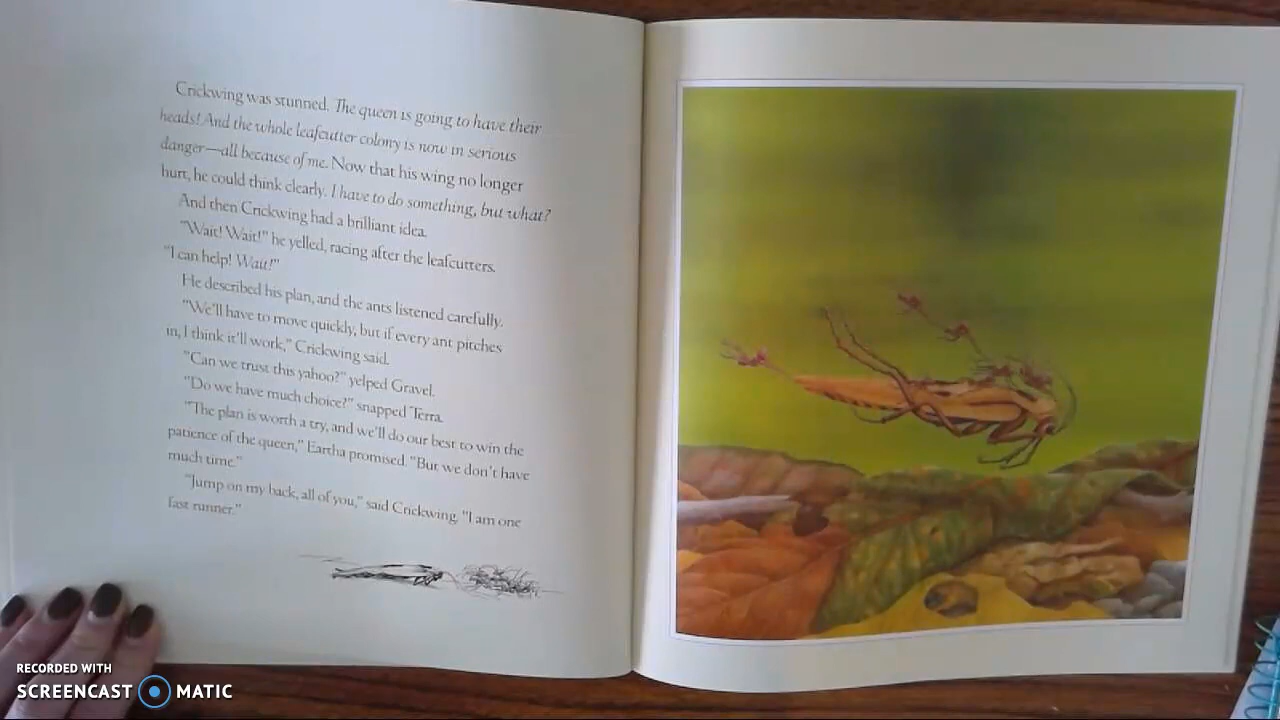 Crickwing was stunned. The queen is going to have their
heads! And the whole leafcutter colony is now in serious
danger—all because of me. Now that his wing no longer
hurt, he could think clearly. I have to do something, but what?
And then Crickwing had a brilliant idea.
"Wait! Wait!" he yelled, racing after the leafcutters.
"I can help! Wait!"
He described his plan, and the ants listened carefully.
"We'll have to move quickly, but if every ant pitches
in, I think it'll work," Crickwing said.
"Can we trust this yahoo?" yelped Gravel.
"Do we have much choice?" snapped Terra.
"The plan is worth a try, and we'll do our best to win the
patience of the queen," Eartha promised. "But we don't have
much time."
"Jump on my back, all of you," said Crickwing. "I am one
fast runner."
RECORDED WITH
SCREENCAST MATIC